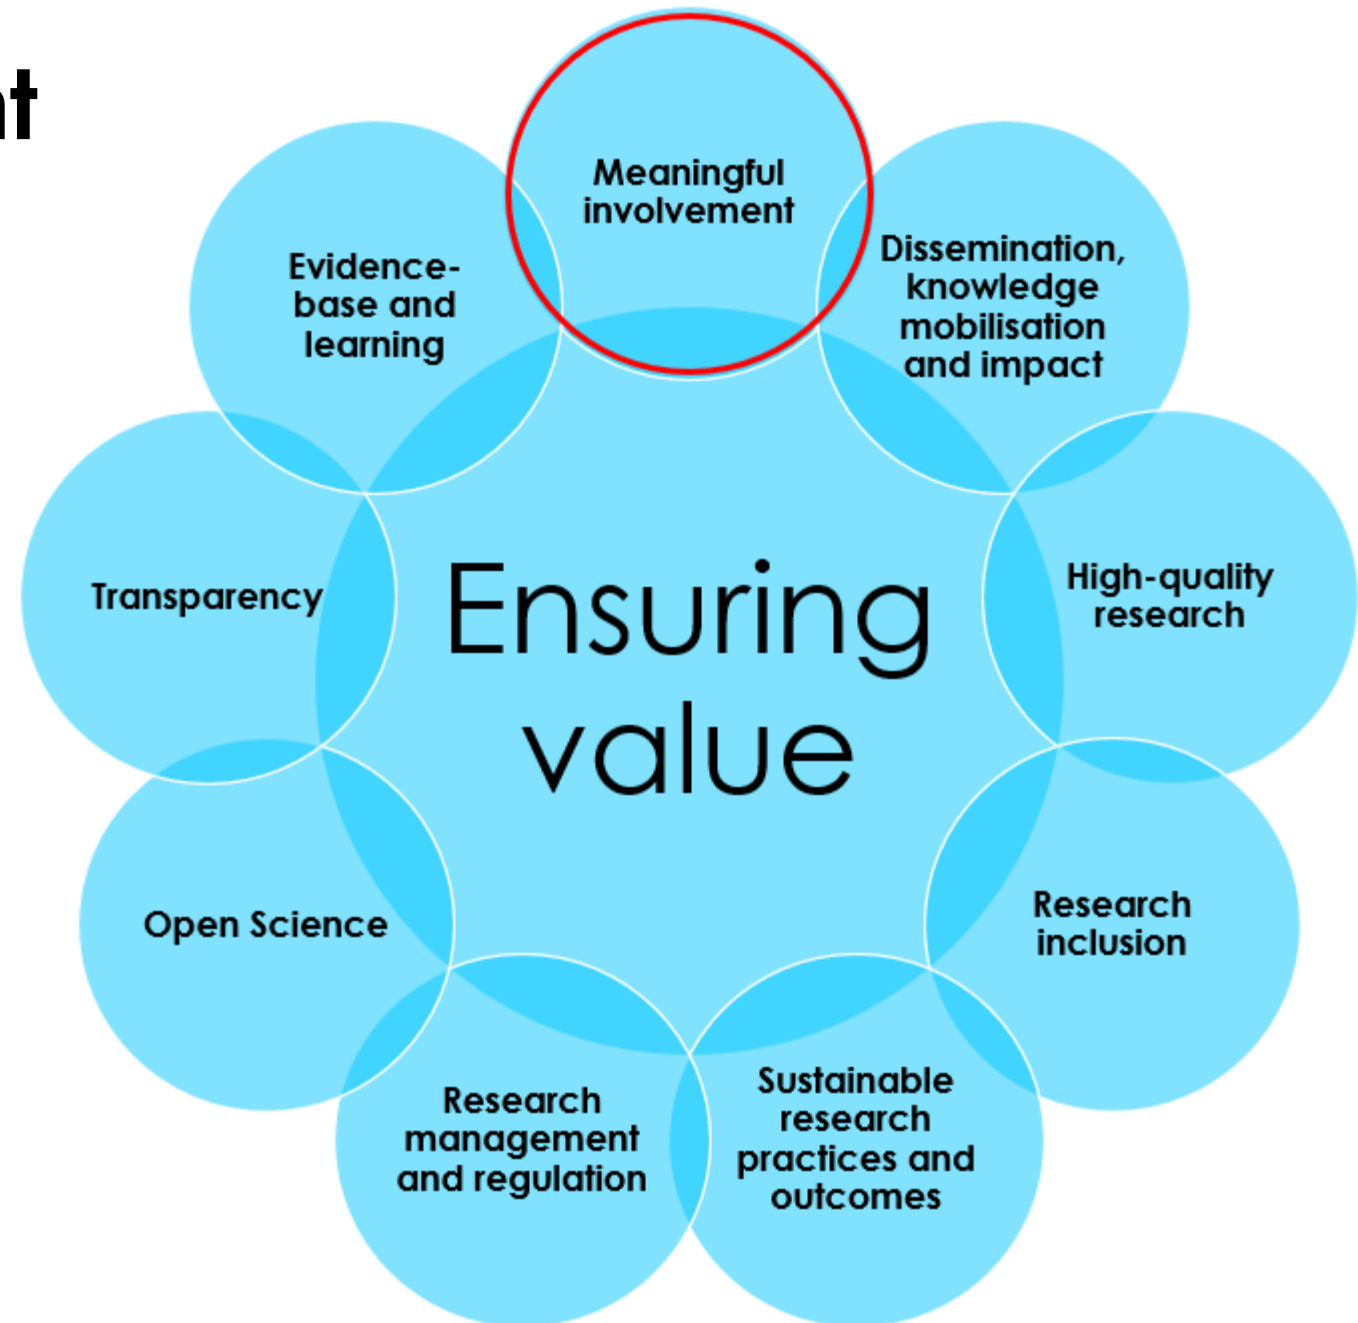 nt
Meaningful
involvement
Dissemination,
knowledge
mobilisation
and impact
High-quality
research
Research
inclusion
Sustainable
research
practices and
outcomes
Research
management
and regulation
Open Science
Transparency
Evidence-
base and
learning
Ensuring
value